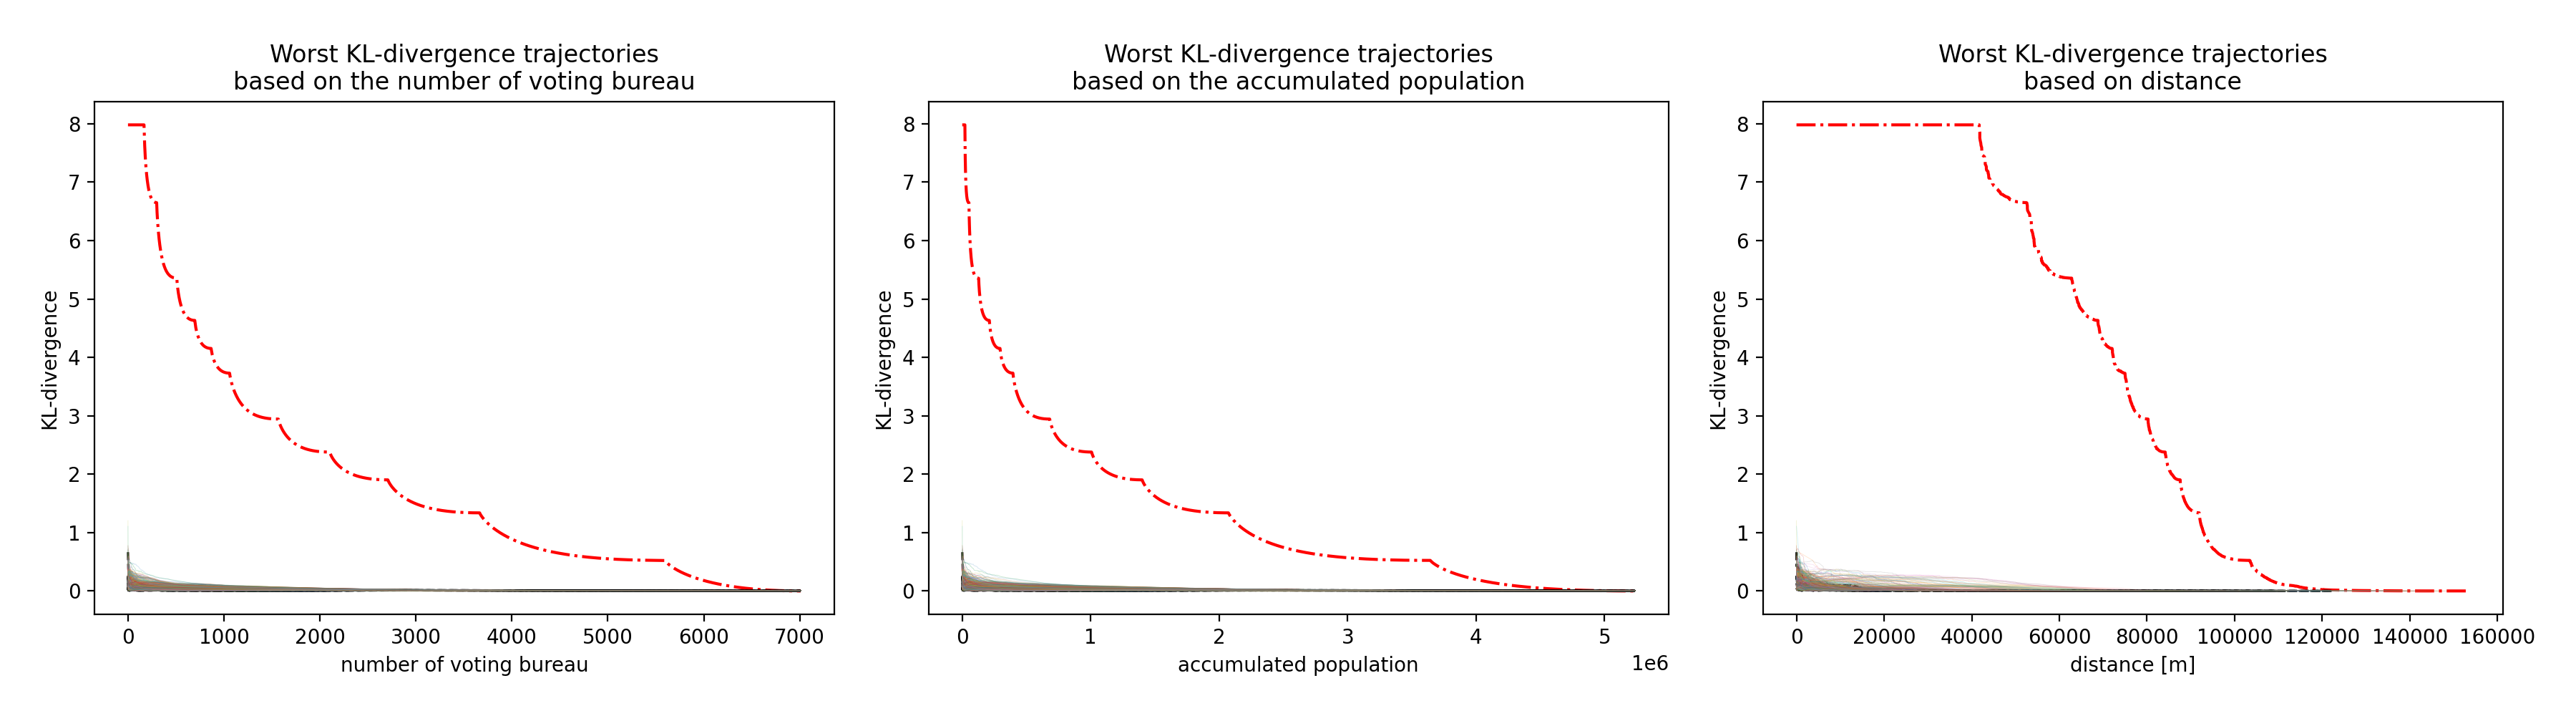 Worst KL-divergence trajectories
based on the number of voting bureau
KL-divergence
8
7
6
5
4
3
2
1
0
0 1000 2000 3000 4000 5000 6000 7000
number of voting bureau
Worst KL-divergence trajectories
based on the accumulated population
KL-divergence
8
7
6
5
4
3
2
1
0
0 1 2 3 4 5
1e6
accumulated population
Worst KL-divergence trajectories
based on distance
KL-divergence
8
7
6
5
4
3
2
1
0
0 20000 40000 60000 80000 100000 120000 140000 160000
distance [m]